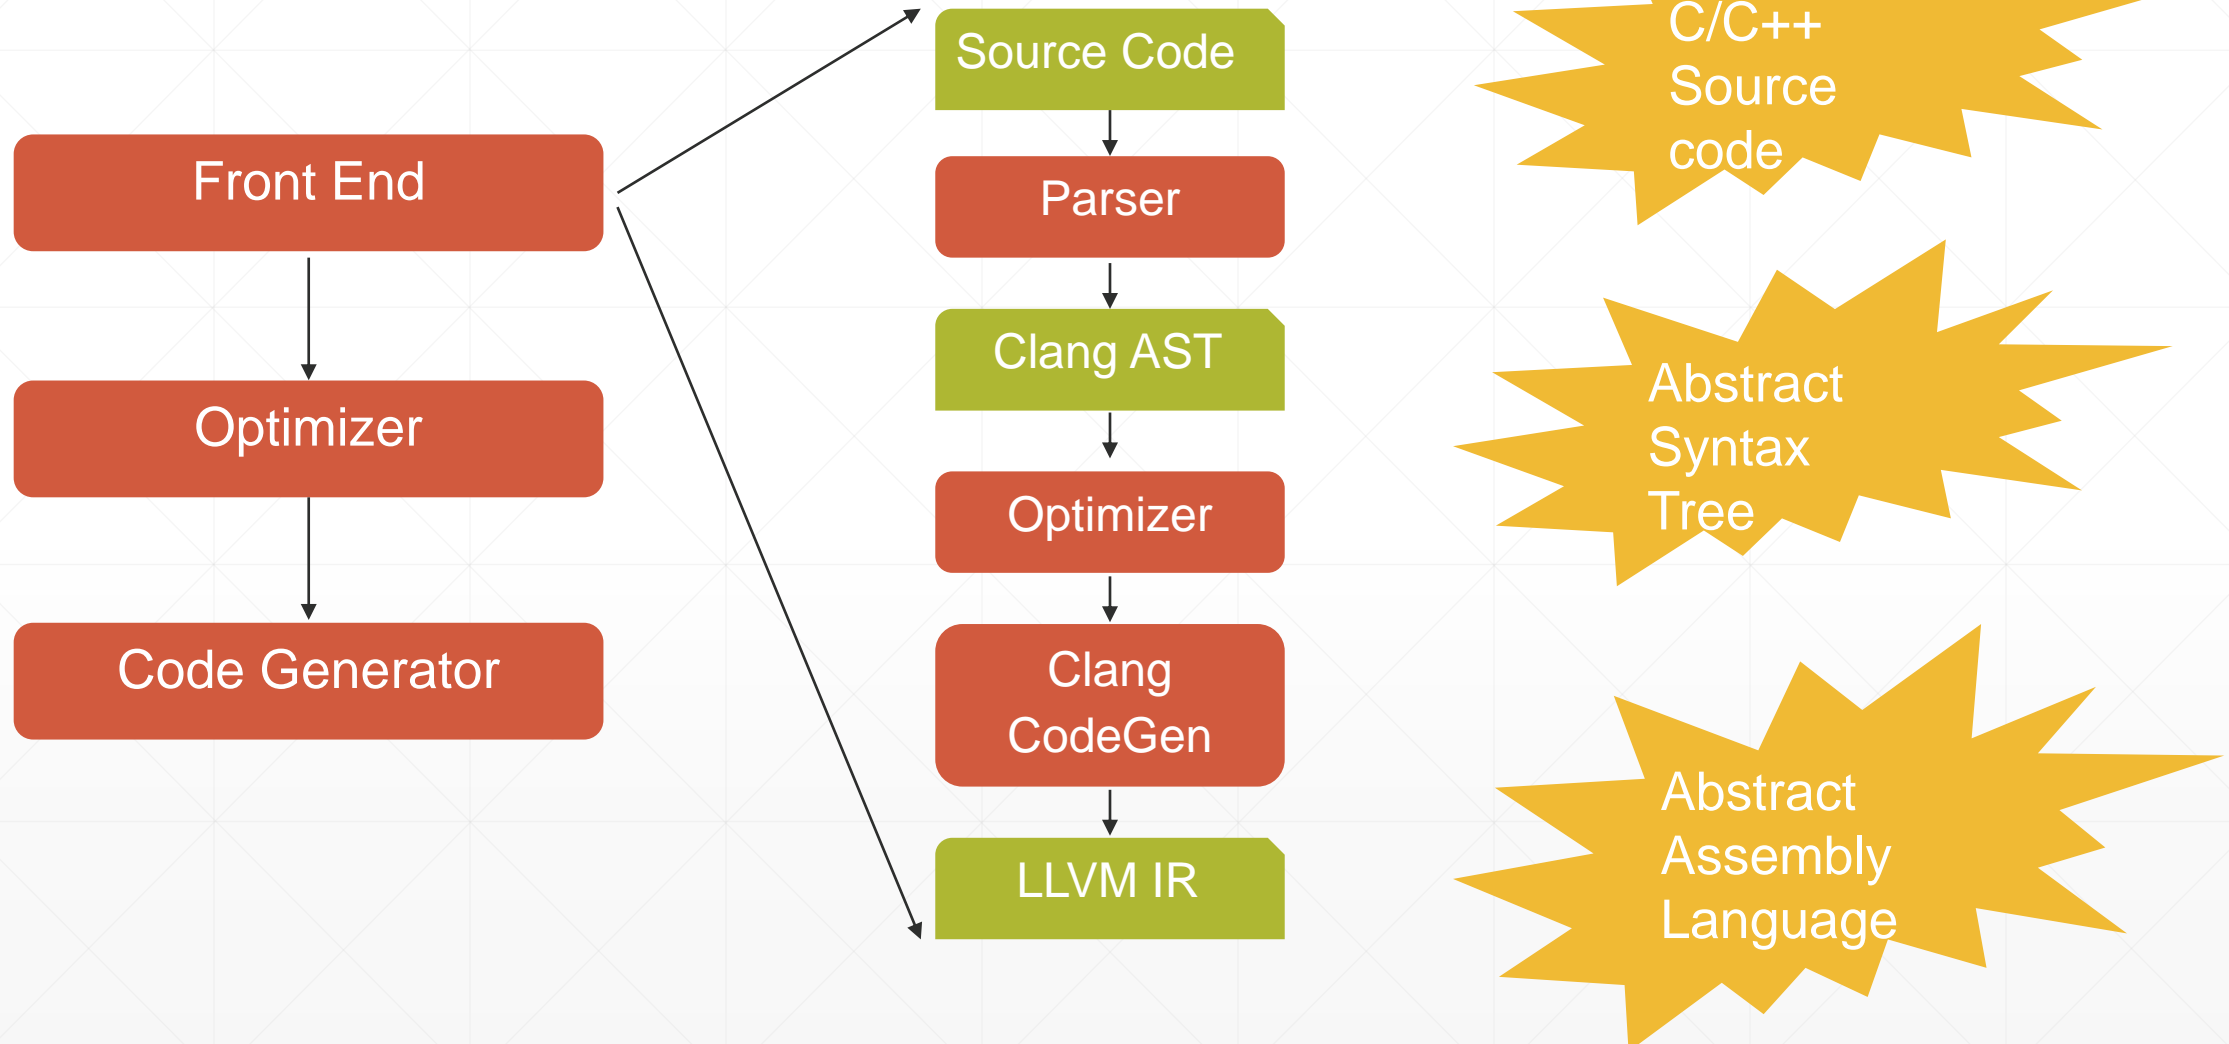 Front End
Optimizer
Code Generator
Source Code
Parser
Clang AST
Optimizer
Clang
CodeGen
LLVM IR
C/C++
Source
code
Abstract
Syntax
Tree
Abstract
Assembly
Language